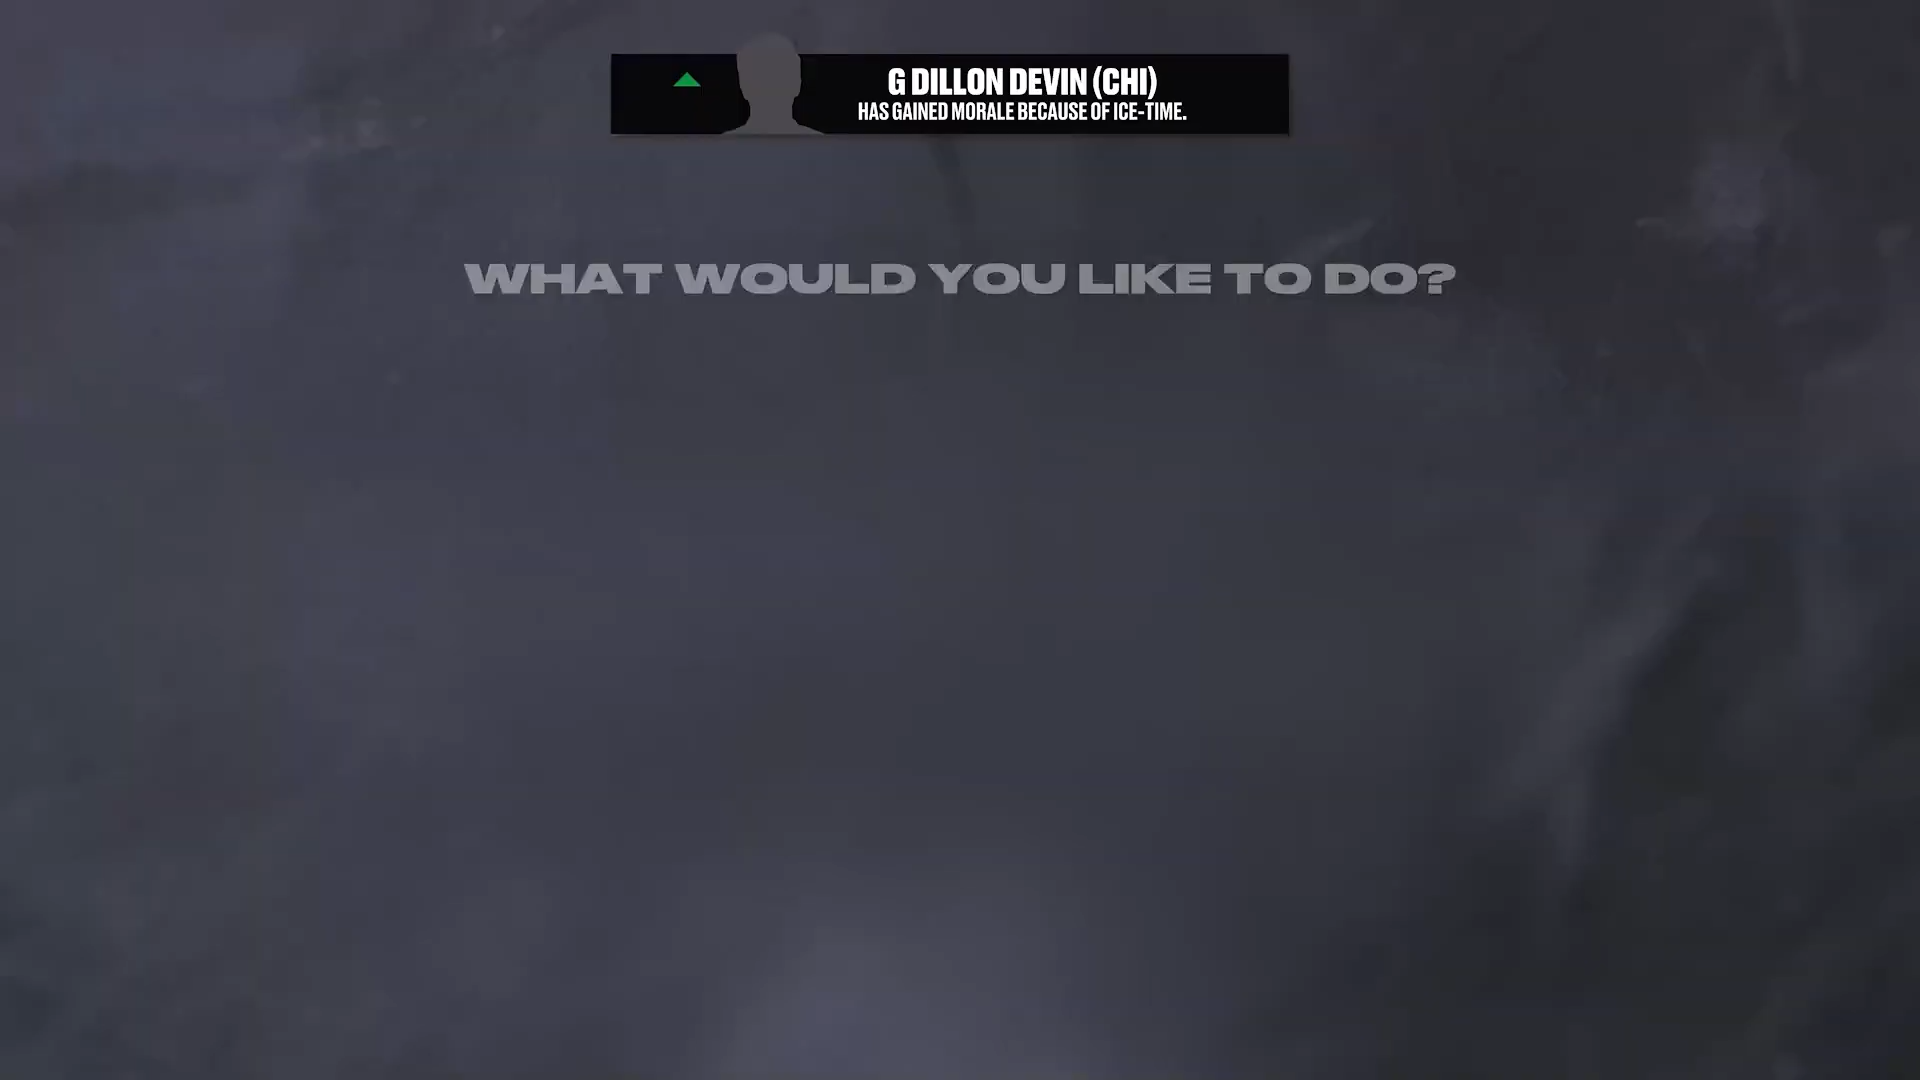 G DILLON DEVIN (CHI)
HAS GAINED MORALE BECAUSE OF ICE-TIME.
WHAT WOULD YOU LIKE TO DO?